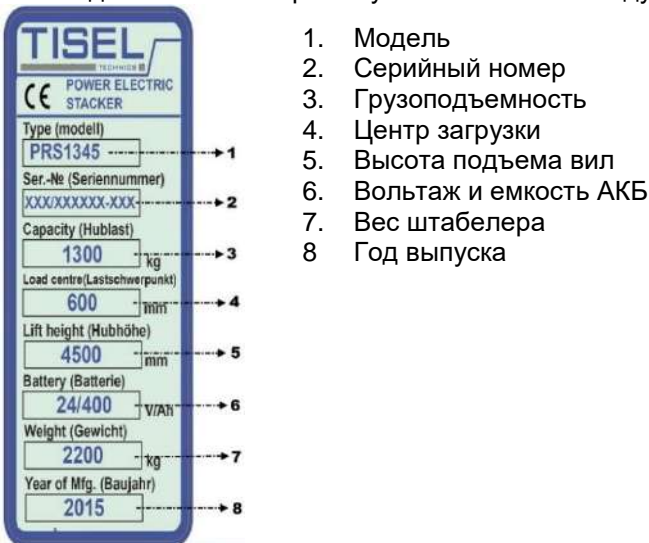 TISEL
TECHNICS
CE POWER ELECTRIC
STACKER
Type (modell)
PRS1345 1
Ser.-№ (Seriennummer)
XXX/XXXXXX-XXX 2
Capacity (Hublast)
1300 kg 3
Load centre(Lastschwerpunkt)
600 mm 4
Lift height (Hubhöhe)
4500 mm 5
Battery (Batterie)
24/400 V/Ah 6
Weight (Gewicht)
2200 kg 7
Year of Mfg. (Baujahr)
2015 8
1. Модель
2. Серийный номер
3. Грузоподъемность
4. Центр загрузки
5. Высота подъема вил
6. Вольтаж и емкость АКБ
7. Вес штабелера
8 Год выпуска